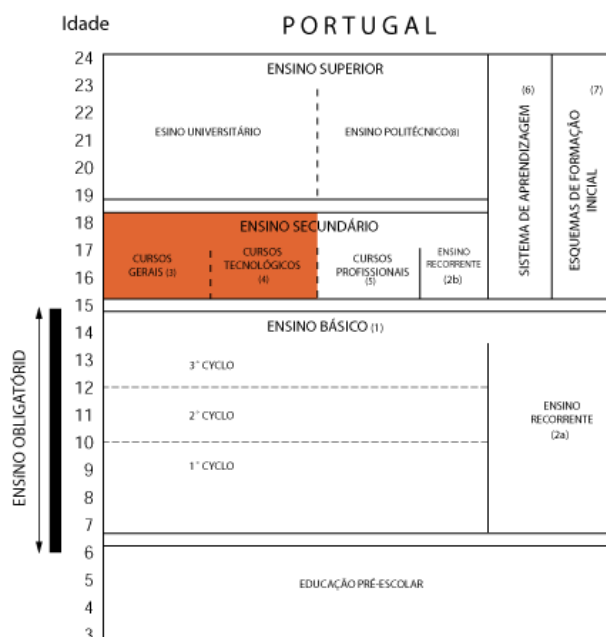 Idade
PORTUGAL
24
23
22
21
20
19
18
17
16
15
14
13
12
11
10
9
8
7
6
5
4
3
ENSINO SUPERIOR
ESINO UNIVERSITÁRIO
ENSINO POLITÉCNICO(8)
(6)
SISTEMA DE APRENDIZAGEM
(7)
ESQUEMAS DE FORMAÇÃO
INICIAL
ENSINO SECUNDÁRIO
CURSOS
GERAIS (3)
CURSOS
TECNOLÓGICOS
(4)
CURSOS
PROFISSIONAIS
(5)
ENSINO
RECORRENTE
(2b)
ENSINO OBLIGATÓRID
ENSINO BÁSICO (1)
3° CYCLO
2° CYCLO
1° CYCLO
ENSINO
RECORRENTE
(2a)
EDUCAÇÃO PRÉ-ESCOLAR